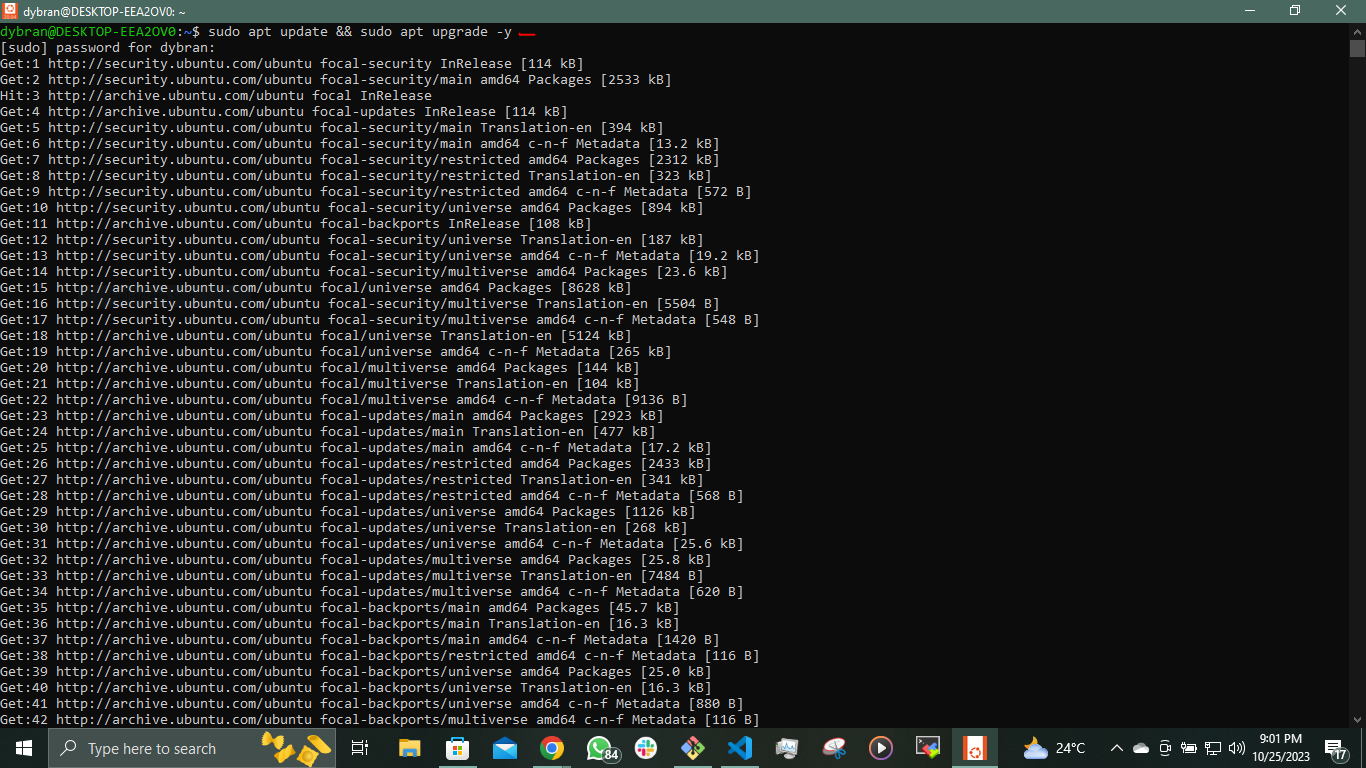 dybran@DESKTOP-EEA2OV0: ~
dybran@DESKTOP-EEA2OV0:~$ sudo apt update && sudo apt upgrade -y
[sudo] password for dybran:
Get:1 http://security.ubuntu.com/ubuntu focal-security InRelease [114 kB]
Get:2 http://security.ubuntu.com/ubuntu focal-security/main amd64 Packages [2533 kB]
Hit:3 http://archive.ubuntu.com/ubuntu focal InRelease
Get:4 http://archive.ubuntu.com/ubuntu focal-updates InRelease [114 kB]
Get:5 http://security.ubuntu.com/ubuntu focal-security/main Translation-en [394 kB]
Get:6 http://security.ubuntu.com/ubuntu focal-security/main amd64 c-n-f Metadata [13.2 kB]
Get:7 http://security.ubuntu.com/ubuntu focal-security/restricted amd64 Packages [2312 kB]
Get:8 http://security.ubuntu.com/ubuntu focal-security/restricted Translation-en [323 kB]
Get:9 http://security.ubuntu.com/ubuntu focal-security/restricted amd64 c-n-f Metadata [572 B]
Get:10 http://security.ubuntu.com/ubuntu focal-security/universe amd64 Packages [894 kB]
Get:11 http://archive.ubuntu.com/ubuntu focal-backports InRelease [108 kB]
Get:12 http://security.ubuntu.com/ubuntu focal-security/universe Translation-en [187 kB]
Get:13 http://security.ubuntu.com/ubuntu focal-security/universe amd64 c-n-f Metadata [19.2 kB]
Get:14 http://security.ubuntu.com/ubuntu focal-security/multiverse amd64 Packages [23.6 kB]
Get:15 http://archive.ubuntu.com/ubuntu focal/universe amd64 Packages [8628 kB]
Get:16 http://security.ubuntu.com/ubuntu focal-security/multiverse Translation-en [5504 B]
Get:17 http://security.ubuntu.com/ubuntu focal-security/multiverse amd64 c-n-f Metadata [548 B]
Get:18 http://archive.ubuntu.com/ubuntu focal/universe Translation-en [5124 kB]
Get:19 http://archive.ubuntu.com/ubuntu focal/universe amd64 c-n-f Metadata [265 kB]
Get:20 http://archive.ubuntu.com/ubuntu focal/multiverse amd64 Packages [144 kB]
Get:21 http://archive.ubuntu.com/ubuntu focal/multiverse Translation-en [104 kB]
Get:22 http://archive.ubuntu.com/ubuntu focal/multiverse amd64 c-n-f Metadata [9136 B]
Get:23 http://archive.ubuntu.com/ubuntu focal-updates/main amd64 Packages [2923 kB]
Get:24 http://archive.ubuntu.com/ubuntu focal-updates/main Translation-en [477 kB]
Get:25 http://archive.ubuntu.com/ubuntu focal-updates/main amd64 c-n-f Metadata [17.2 kB]
Get:26 http://archive.ubuntu.com/ubuntu focal-updates/restricted amd64 Packages [2433 kB]
Get:27 http://archive.ubuntu.com/ubuntu focal-updates/restricted Translation-en [341 kB]
Get:28 http://archive.ubuntu.com/ubuntu focal-updates/restricted amd64 c-n-f Metadata [568 B]
Get:29 http://archive.ubuntu.com/ubuntu focal-updates/universe amd64 Packages [1126 kB]
Get:30 http://archive.ubuntu.com/ubuntu focal-updates/universe Translation-en [268 kB]
Get:31 http://archive.ubuntu.com/ubuntu focal-updates/universe amd64 c-n-f Metadata [25.6 kB]
Get:32 http://archive.ubuntu.com/ubuntu focal-updates/multiverse amd64 Packages [25.8 kB]
Get:33 http://archive.ubuntu.com/ubuntu focal-updates/multiverse Translation-en [7484 B]
Get:34 http://archive.ubuntu.com/ubuntu focal-updates/multiverse amd64 c-n-f Metadata [620 B]
Get:35 http://archive.ubuntu.com/ubuntu focal-backports/main amd64 Packages [45.7 kB]
Get:36 http://archive.ubuntu.com/ubuntu focal-backports/main Translation-en [16.3 kB]
Get:37 http://archive.ubuntu.com/ubuntu focal-backports/main amd64 c-n-f Metadata [1420 B]
Get:38 http://archive.ubuntu.com/ubuntu focal-backports/restricted amd64 c-n-f Metadata [116 B]
Get:39 http://archive.ubuntu.com/ubuntu focal-backports/universe amd64 Packages [25.0 kB]
Get:40 http://archive.ubuntu.com/ubuntu focal-backports/universe Translation-en [16.3 kB]
Get:41 http://archive.ubuntu.com/ubuntu focal-backports/universe amd64 c-n-f Metadata [880 B]
Get:42 http://archive.ubuntu.com/ubuntu focal-backports/multiverse amd64 c-n-f Metadata [116 B]
Type here to search
84
24°C
9:01 PM
10/25/2023
17